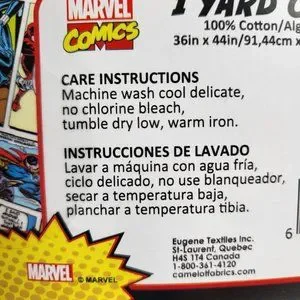 MARVEL
COMICS
1 YARD
100% Cotton/Alg
36in x 44in/91,44cm x
CARE INSTRUCTIONS
Machine wash cool delicate,
no chlorine bleach,
tumble dry low, warm iron.
INSTRUCCIONES DE LAVADO
Lavar a máquina con agua fría,
ciclo delicado, no use blanqueador,
secar a temperatura baja,
planchar a temperatura tibia.
6
Eugene Textiles Inc.
St-Laurent, Quebec
H4S 1T4 Canada
1-800-361-4120
camelotfabrics.com
MARVEL © MARVEL